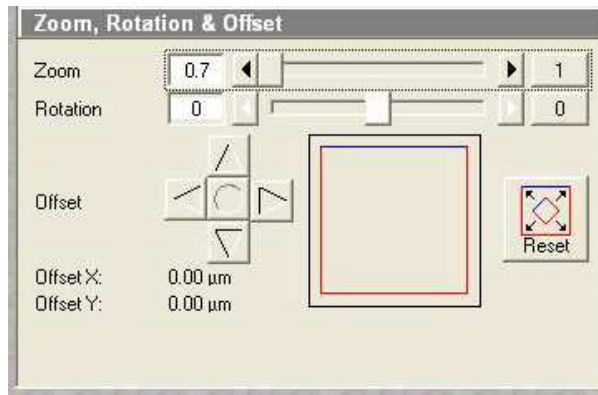 Zoom, Rotation & Offset
Zoom 0.7 1
Rotation 0 0
Offset
Reset
Offset X: 0.00 µm
Offset Y: 0.00 µm